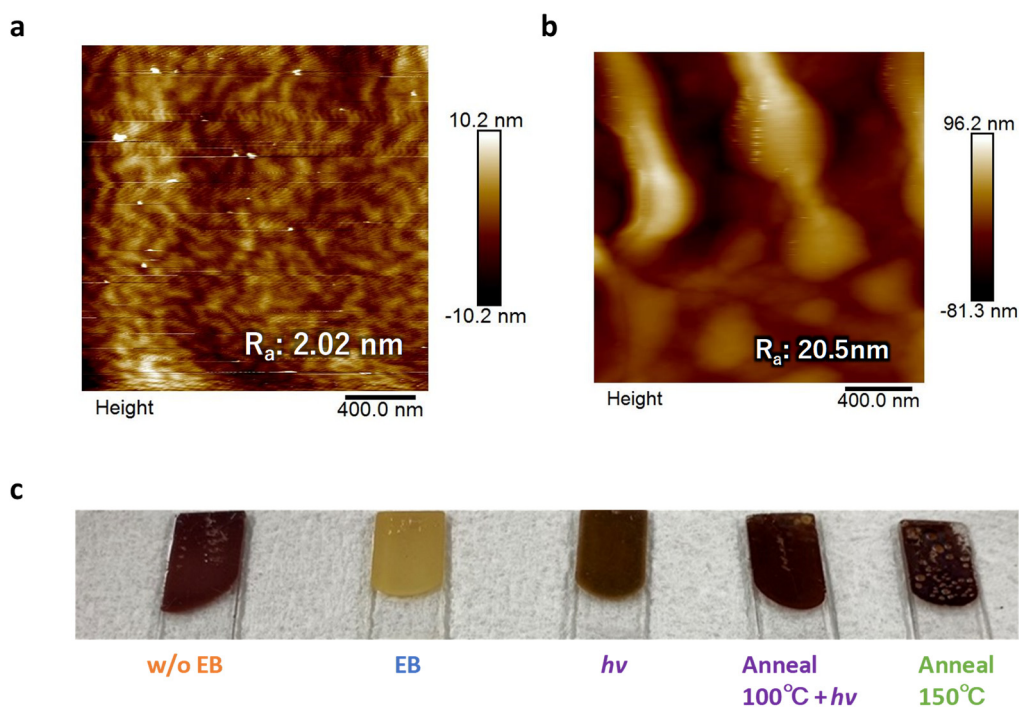 a
b
10.2 nm
-10.2 nm
Rₐ: 2.02 nm
Height
400.0 nm
96.2 nm
-81.3 nm
Rₐ: 20.5nm
Height
400.0 nm
c
w/o EB
EB
hν
Anneal
100℃ + hν
Anneal
150℃